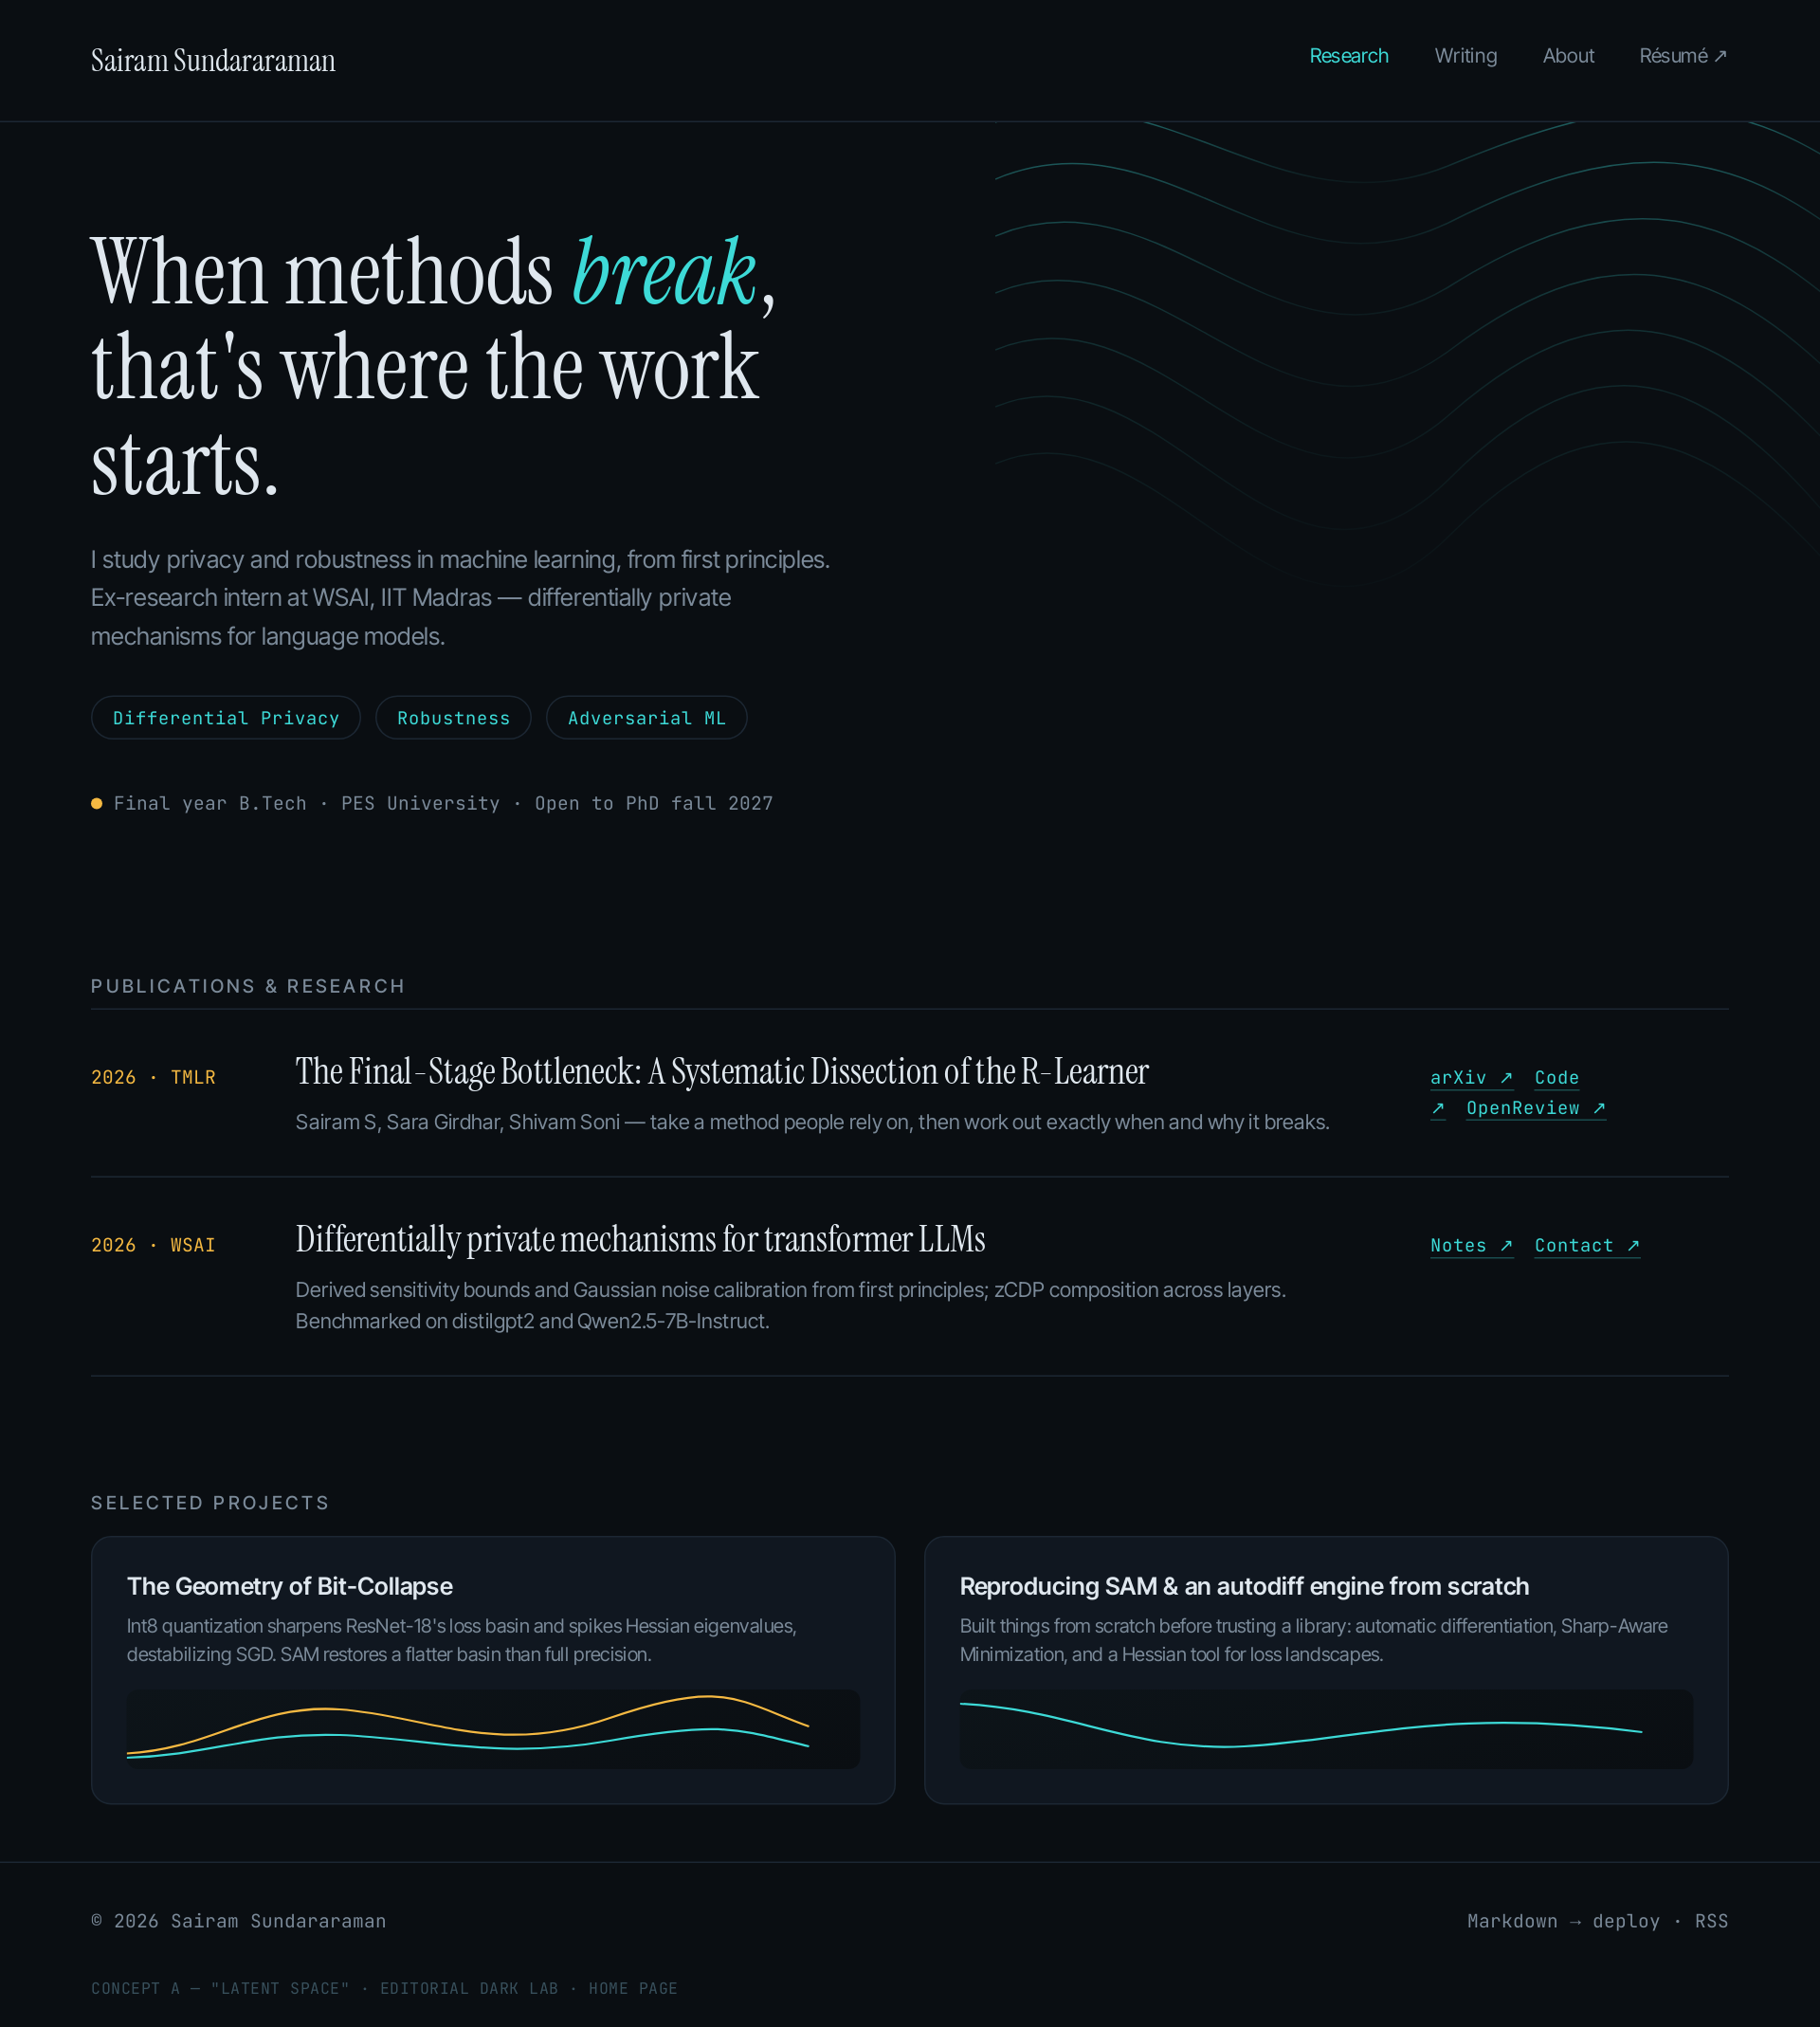 Sairam Sundararaman
Research Writing About Résumé ↗
When methods break,
that's where the work
starts.
I study privacy and robustness in machine learning, from first principles.
Ex-research intern at WSAI, IIT Madras — differentially private
mechanisms for language models.
Differential Privacy Robustness Adversarial ML
Final year B.Tech · PES University · Open to PhD fall 2027
PUBLICATIONS & RESEARCH
2026 · TMLR
The Final-Stage Bottleneck: A Systematic Dissection of the R-Learner
Sairam S, Sara Girdhar, Shivam Soni — take a method people rely on, then work out exactly when and why it breaks.
arXiv ↗ Code
↗ OpenReview ↗
2026 · WSAI
Differentially private mechanisms for transformer LLMs
Derived sensitivity bounds and Gaussian noise calibration from first principles; zCDP composition across layers.
Benchmarked on distilgpt2 and Qwen2.5-7B-Instruct.
Notes ↗ Contact ↗
SELECTED PROJECTS
The Geometry of Bit-Collapse
Int8 quantization sharpens ResNet-18's loss basin and spikes Hessian eigenvalues,
destabilizing SGD. SAM restores a flatter basin than full precision.
Reproducing SAM & an autodiff engine from scratch
Built things from scratch before trusting a library: automatic differentiation, Sharp-Aware
Minimization, and a Hessian tool for loss landscapes.
© 2026 Sairam Sundararaman
Markdown → deploy · RSS
CONCEPT A — "LATENT SPACE" · EDITORIAL DARK LAB · HOME PAGE